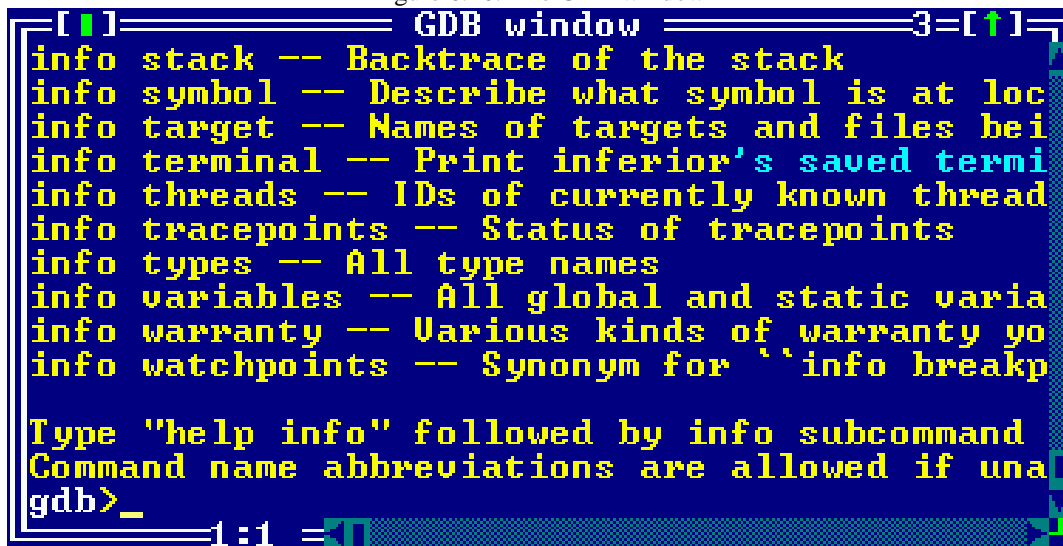 [▮] GDB window 3=[↑]
info stack -- Backtrace of the stack
info symbol -- Describe what symbol is at loc
info target -- Names of targets and files bei
info terminal -- Print inferior's saved termi
info threads -- IDs of currently known thread
info tracepoints -- Status of tracepoints
info types -- All type names
info variables -- All global and static varia
info warranty -- Various kinds of warranty yo
info watchpoints -- Synonym for ``info breakp
Type "help info" followed by info subcommand
Command name abbreviations are allowed if una
gdb>_
1:1